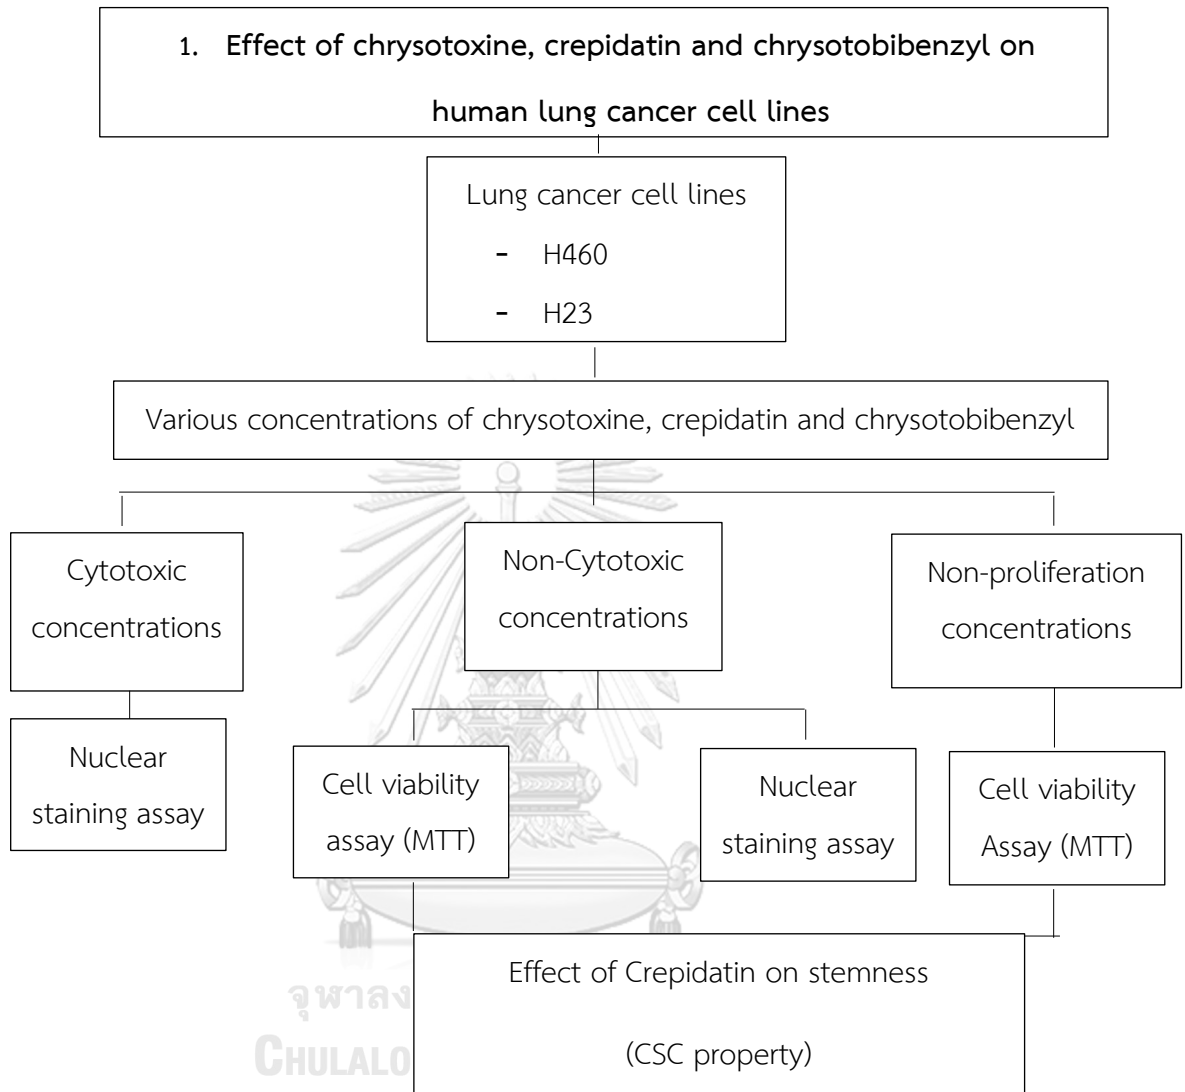 1. Effect of chrysotoxine, crepidatin and chrysotobibenzyl on
human lung cancer cell lines
Lung cancer cell lines
- H460
- H23
Various concentrations of chrysotoxine, crepidatin and chrysotobibenzyl
Cytotoxic
concentrations
Non-Cytotoxic
concentrations
Non-proliferation
concentrations
Nuclear
staining assay
Cell viability
assay (MTT)
Nuclear
staining assay
Cell viability
Assay (MTT)
Effect of Crepidatin on stemness
(CSC property)
จุฬาลง
CHULALO